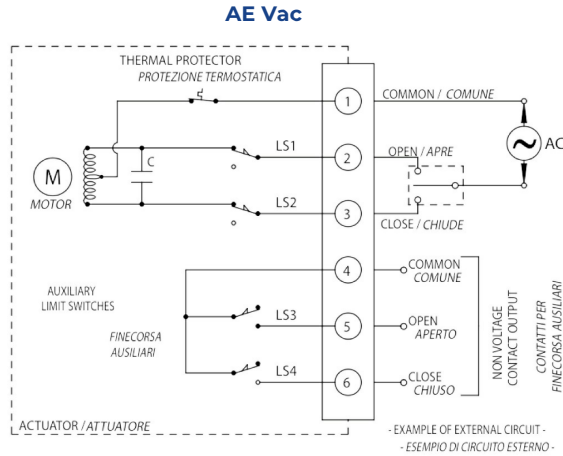 AE Vac
THERMAL PROTECTOR
PROTEZIONE TERMOSTATICA
1
COMMON / COMUNE
AC
LS1
2
OPEN / APRE
C
M
MOTOR
LS2
3
CLOSE / CHIUDE
4
COMMON
COMUNE
AUXILIARY
LIMIT SWITCHES
LS3
5
OPEN
APERTO
FINECORSA
AUSILIARI
LS4
6
CLOSE
CHIUSO
NON VOLTAGE
CONTACT OUTPUT
CONTATTI PER
FINECORSA AUSILIARI
ACTUATOR / ATTUATORE
- EXAMPLE OF EXTERNAL CIRCUIT -
- ESEMPIO DI CIRCUITO ESTERNO -